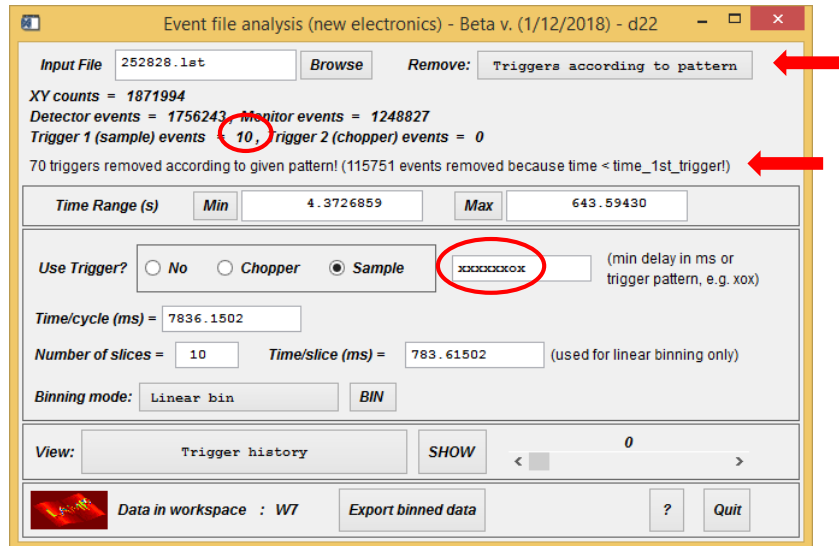 Event file analysis (new electronics) - Beta v. (1/12/2018) - d22
Input File 252828.lst Browse Remove: Triggers according to pattern
XY counts = 1871994
Detector events = 1756243, Monitor events = 1248827
Trigger 1 (sample) events = 10, Trigger 2 (chopper) events = 0
70 triggers removed according to given pattern! (115751 events removed because time < time_1st_trigger!)
Time Range (s) Min 4.3726859 Max 643.59430
Use Trigger? No Chopper Sample xxxxxxox (min delay in ms or
trigger pattern, e.g. xox)
Time/cycle (ms) = 7836.1502
Number of slices = 10 Time/slice (ms) = 783.61502 (used for linear binning only)
Binning mode: Linear bin BIN
View: Trigger history SHOW 0
Data in workspace : W7 Export binned data ? Quit